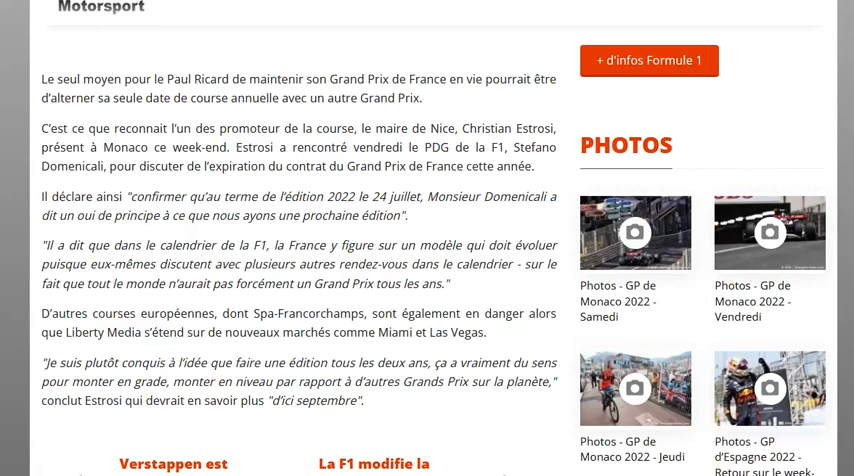 Motorsport
+ d'infos Formule 1
Le seul moyen pour le Paul Ricard de maintenir son Grand Prix de France en vie pourrait être
d'alterner sa seule date de course annuelle avec un autre Grand Prix.
C'est ce que reconnait l'un des promoteur de la course, le maire de Nice, Christian Estrosi,
présent à Monaco ce week-end. Estrosi a rencontré vendredi le PDG de la F1, Stefano
Domenicali, pour discuter de l'expiration du contrat du Grand Prix de France cette année.
Il déclare ainsi "confirmer qu'au terme de l'édition 2022 le 24 juillet, Monsieur Domenicali a
dit un oui de principe à ce que nous ayons une prochaine édition".
"Il a dit que dans le calendrier de la F1, la France y figure sur un modèle qui doit évoluer
puisque eux-mêmes discutent avec plusieurs autres rendez-vous dans le calendrier - sur le
fait que tout le monde n'aurait pas forcément un Grand Prix tous les ans."
D'autres courses européennes, dont Spa-Francorchamps, sont également en danger alors
que Liberty Media s'étend sur de nouveaux marchés comme Miami et Las Vegas.
"Je suis plutôt conquis à l'idée que faire une édition tous les deux ans, ça a vraiment du sens
pour monter en grade, monter en niveau par rapport à d'autres Grands Prix sur la planète,"
conclut Estrosi qui devrait en savoir plus "d'ici septembre".
Verstappen est
La F1 modifie la
PHOTOS
Photos - GP de
Monaco 2022 -
Samedi
Photos - GP de
Monaco 2022 -
Vendredi
Photos - GP de
Monaco 2022 - Jeudi
Photos - GP
d'Espagne 2022 -
Retour sur le week-